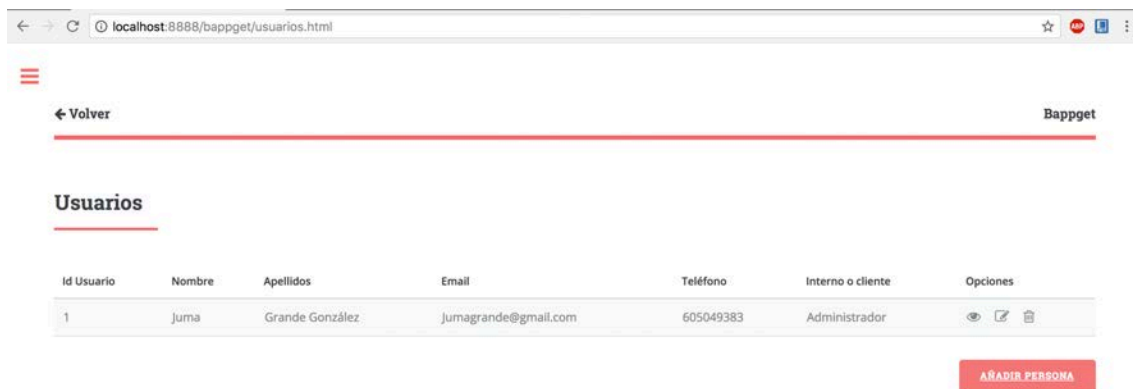 localhost:8888/bappget/usuarios.html
ABP
Volver Bappget
Usuarios
Id Usuario Nombre Apellidos Email Teléfono Interno o cliente Opciones
1 Juma Grande González Jumagrande@gmail.com 605049383 Administrador
AÑADIR PERSONA